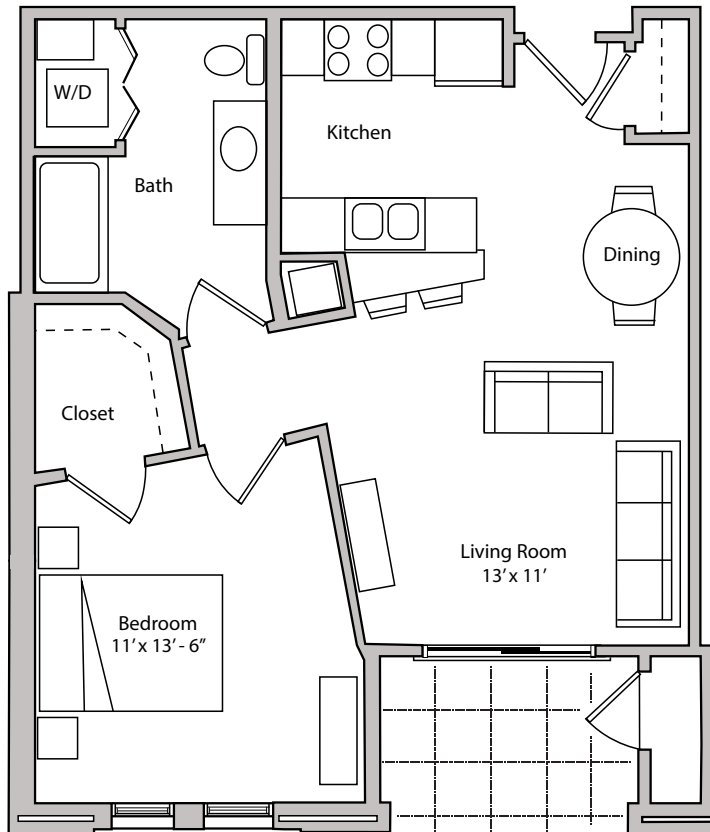 W/D
Kitchen
Bath
Dining
Closet
Living Room
13’ x 11’
Bedroom
11’ x 13’ - 6”